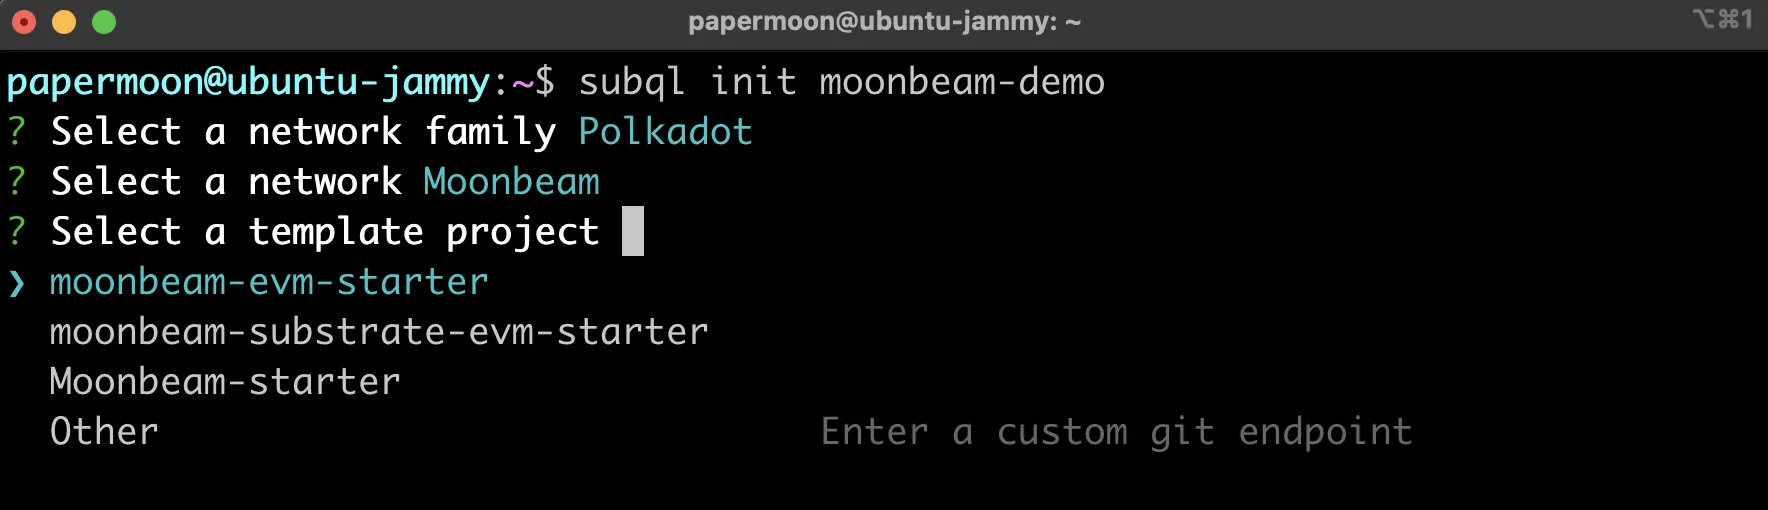 papermoon@ubuntu-jammy: ~ ⌥⌘1
papermoon@ubuntu-jammy:~$ subql init moonbeam-demo
? Select a network family Polkadot
? Select a network Moonbeam
? Select a template project
❯ moonbeam-evm-starter
moonbeam-substrate-evm-starter
Moonbeam-starter
Other Enter a custom git endpoint